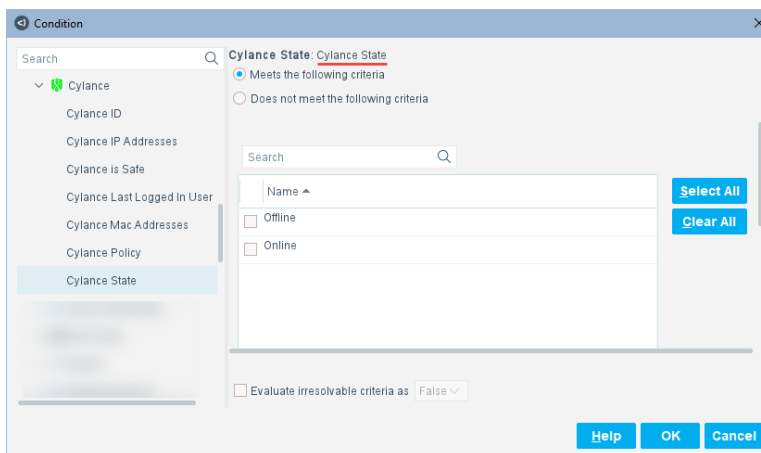 Condition
Search
Cylance
Cylance ID
Cylance IP Addresses
Cylance is Safe
Cylance Last Logged In User
Cylance Mac Addresses
Cylance Policy
Cylance State
Cylance State: Cylance State
Meets the following criteria
Does not meet the following criteria
Search
Name
Offline
Online
Select All
Clear All
Evaluate irresolvable criteria as False
Help OK Cancel